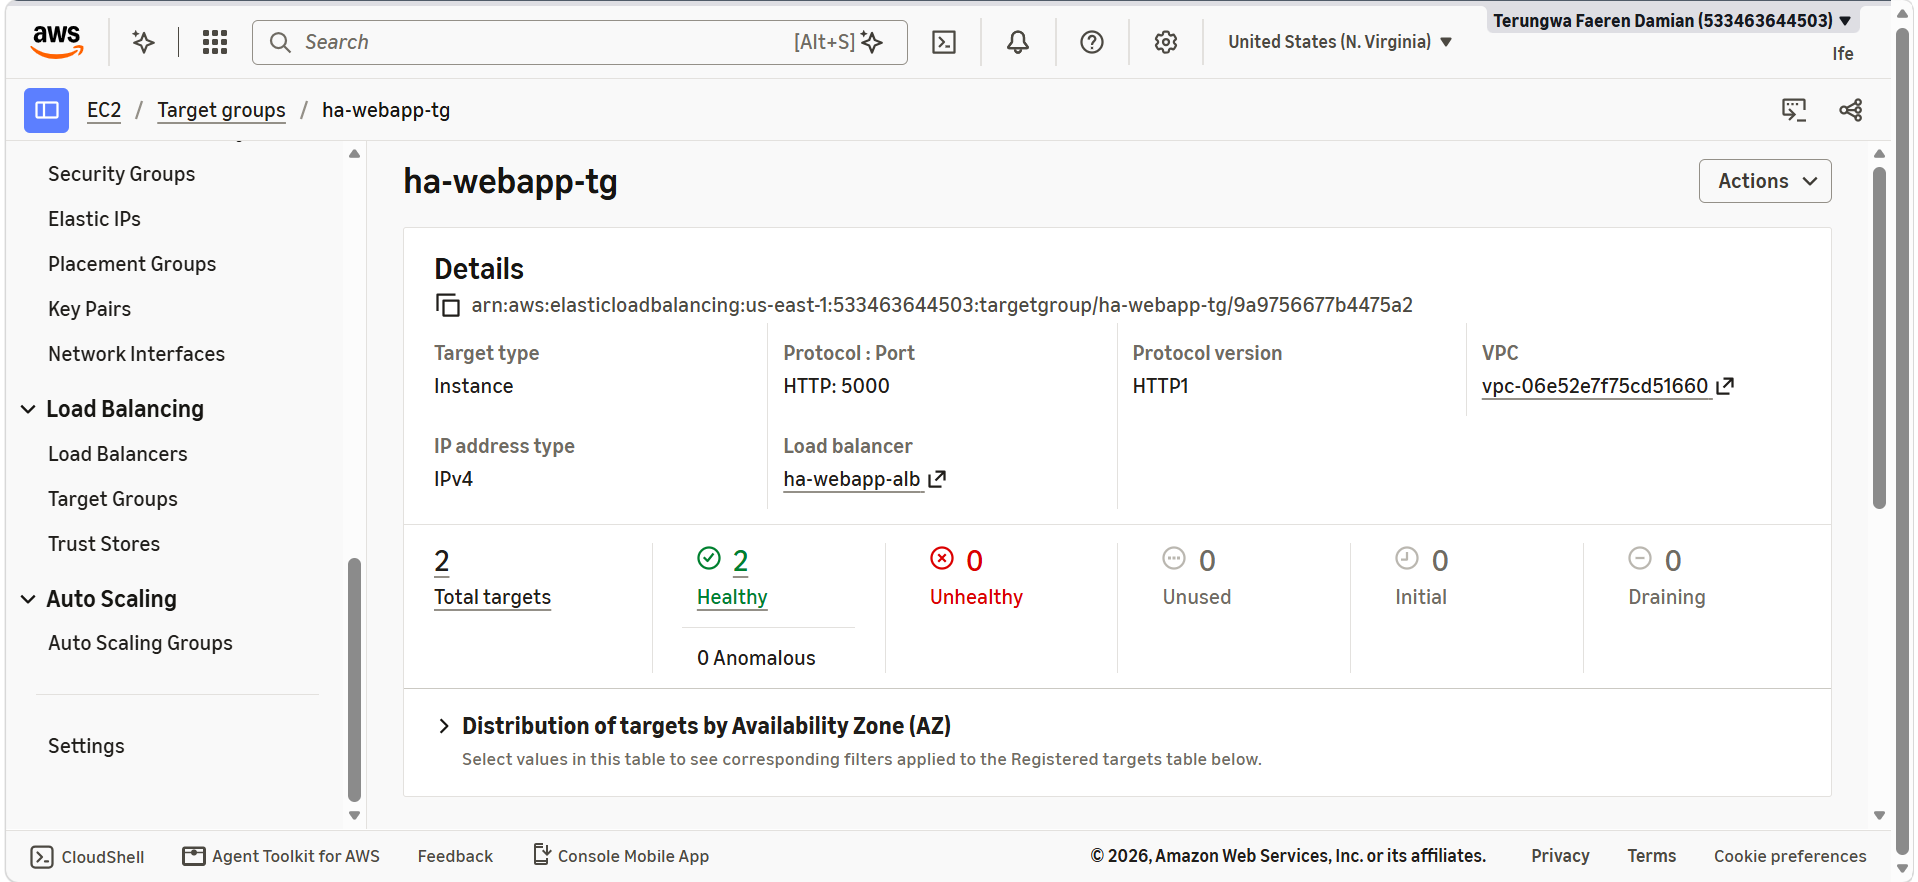 aws
Search [Alt+S]
United States (N. Virginia)
Terungwa Faeren Damian (533463644503)
Ife
EC2 / Target groups / ha-webapp-tg
Security Groups
Elastic IPs
Placement Groups
Key Pairs
Network Interfaces
Load Balancing
Load Balancers
Target Groups
Trust Stores
Auto Scaling
Auto Scaling Groups
Settings
ha-webapp-tg
Actions
Details
arn:aws:elasticloadbalancing:us-east-1:533463644503:targetgroup/ha-webapp-tg/9a9756677b4475a2
Target type
Instance
Protocol : Port
HTTP: 5000
Protocol version
HTTP1
VPC
vpc-06e52e7f75cd51660
IP address type
IPv4
Load balancer
ha-webapp-alb
2
Total targets
2
Healthy
0 Anomalous
0
Unhealthy
0
Unused
0
Initial
0
Draining
Distribution of targets by Availability Zone (AZ)
Select values in this table to see corresponding filters applied to the Registered targets table below.
CloudShell
Agent Toolkit for AWS
Feedback
Console Mobile App
© 2026, Amazon Web Services, Inc. or its affiliates.
Privacy
Terms
Cookie preferences